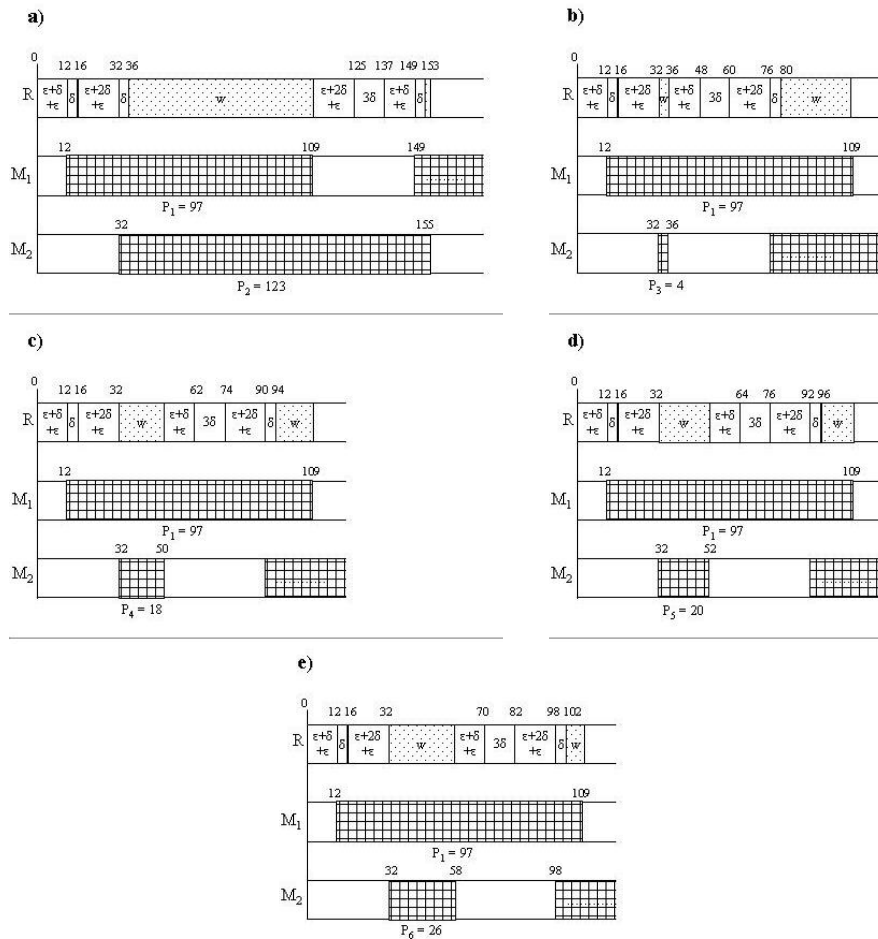 a)
0
12 16 32 36 125 137 149 153
R ε+δ+ε δ ε+2δ+ε δ w ε+2δ+ε 3δ ε+δ+ε δ
12 109 149
M1
P1 = 97
32 155
M2
P2 = 123
b)
0
12 16 32 36 48 60 76 80
R ε+δ+ε δ ε+2δ+ε w ε+δ+ε 3δ ε+2δ+ε δ w
12 109
M1
P1 = 97
32 36
M2
P3 = 4
c)
0
12 16 32 62 74 90 94
R ε+δ+ε δ ε+2δ+ε w ε+δ+ε 3δ ε+2δ+ε δ w
12 109
M1
P1 = 97
32 50
M2
P4 = 18
d)
0
12 16 32 64 76 92 96
R ε+δ+ε δ ε+2δ+ε w ε+δ+ε 3δ ε+2δ+ε δ w
12 109
M1
P1 = 97
32 52
M2
P5 = 20
e)
0
12 16 32 70 82 98 102
R ε+δ+ε δ ε+2δ+ε w ε+δ+ε 3δ ε+2δ+ε δ w
12 109
M1
P1 = 97
32 58 98
M2
P6 = 26